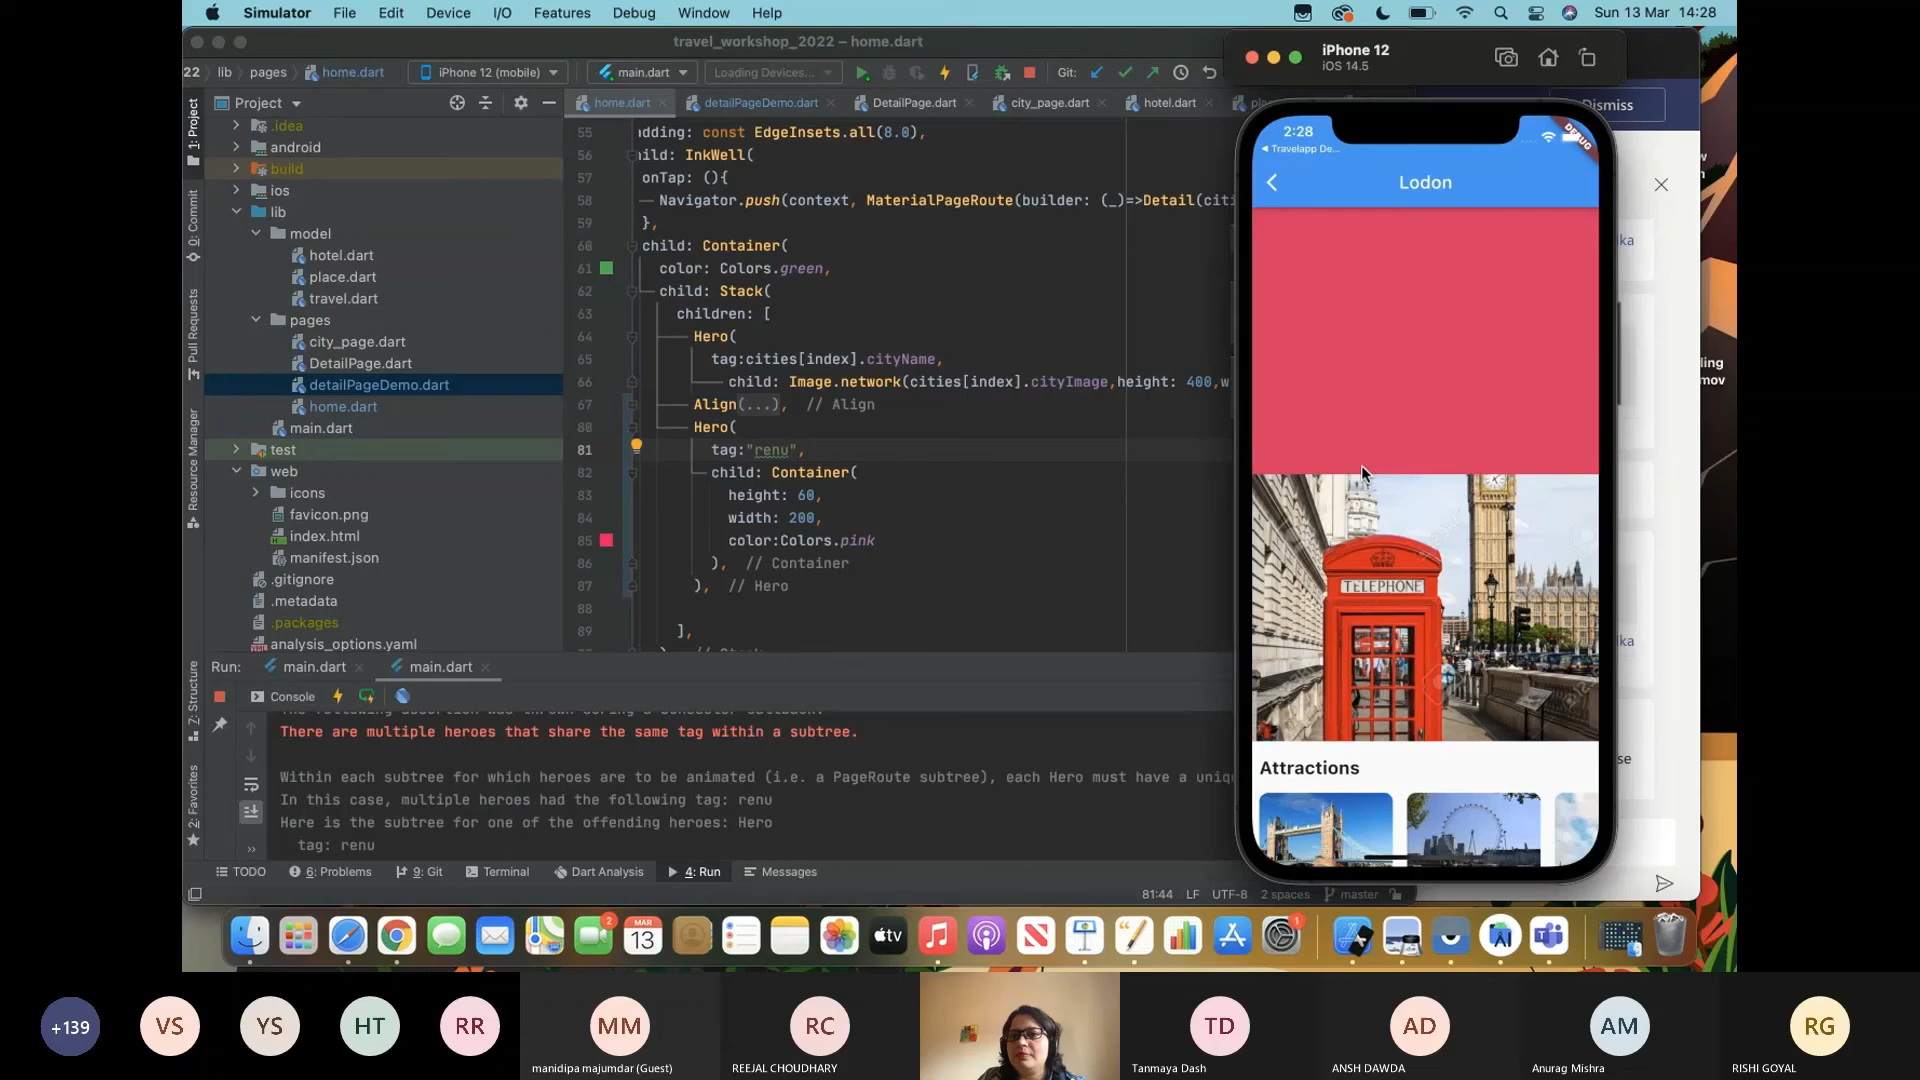 Simulator File Edit Device I/O Features Debug Window Help
Sun 13 Mar 14:28
travel_workshop_2022 – home.dart
iPhone 12
iOS 14.5
22 lib pages home.dart
iPhone 12 (mobile)
main.dart
Loading Devices...
Git:
Project
home.dart
detailPageDemo.dart
DetailPage.dart
city_page.dart
hotel.dart
Dismiss
1: Project
0: Commit
Pull Requests
Resource Manager
Z: Structure
2: Favorites
.idea
android
build
ios
lib
model
hotel.dart
place.dart
travel.dart
pages
city_page.dart
DetailPage.dart
detailPageDemo.dart
home.dart
main.dart
test
web
icons
favicon.png
index.html
manifest.json
.gitignore
.metadata
.packages
analysis_options.yaml
55 adding: const EdgeInsets.all(8.0),
56 hild: InkWell(
57 onTap: (){
58 Navigator.push(context, MaterialPageRoute(builder: (_)=>Detail(citi
59 },
60 child: Container(
61 color: Colors.green,
62 child: Stack(
63 children: [
64 Hero(
65 tag:cities[index].cityName,
66 child: Image.network(cities[index].cityImage,height: 400,w
67 Align(...), // Align
80 Hero(
81 tag:"renu",
82 child: Container(
83 height: 60,
84 width: 200,
85 color:Colors.pink
86 ), // Container
87 ), // Hero
88
89 ],
2:28
Travelapp De...
DEBUG
Lodon
TELEPHONE
Attractions
Run: main.dart main.dart
Console
There are multiple heroes that share the same tag within a subtree.
Within each subtree for which heroes are to be animated (i.e. a PageRoute subtree), each Hero must have a uniq
In this case, multiple heroes had the following tag: renu
Here is the subtree for one of the offending heroes: Hero
tag: renu
TODO 6: Problems 9: Git Terminal Dart Analysis 4: Run Messages
81:44 LF UTF-8 2 spaces master
ka
ka
se
ling
mov
2
MAR
13
tv
1
+139
VS
YS
HT
RR
MM
manidipa majumdar (Guest)
RC
REEJAL CHOUDHARY
TD
Tanmaya Dash
AD
ANSH DAWDA
AM
Anurag Mishra
RG
RISHI GOYAL